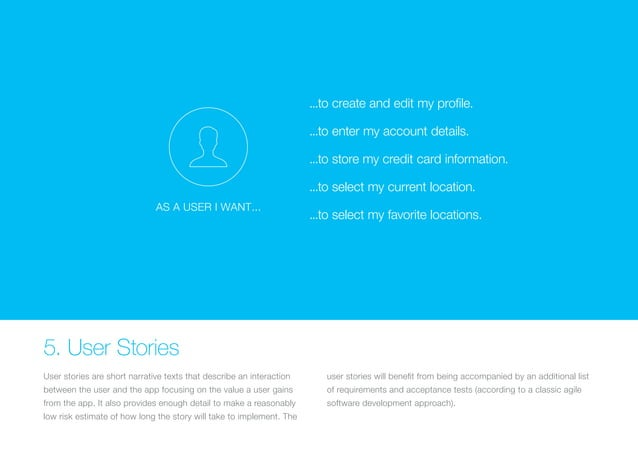 AS A USER I WANT...
...to create and edit my profile.
...to enter my account details.
...to store my credit card information.
...to select my current location.
...to select my favorite locations.
5. User Stories
User stories are short narrative texts that describe an interaction
between the user and the app focusing on the value a user gains
from the app. It also provides enough detail to make a reasonably
low risk estimate of how long the story will take to implement. The
user stories will benefit from being accompanied by an additional list
of requirements and acceptance tests (according to a classic agile
software development approach).